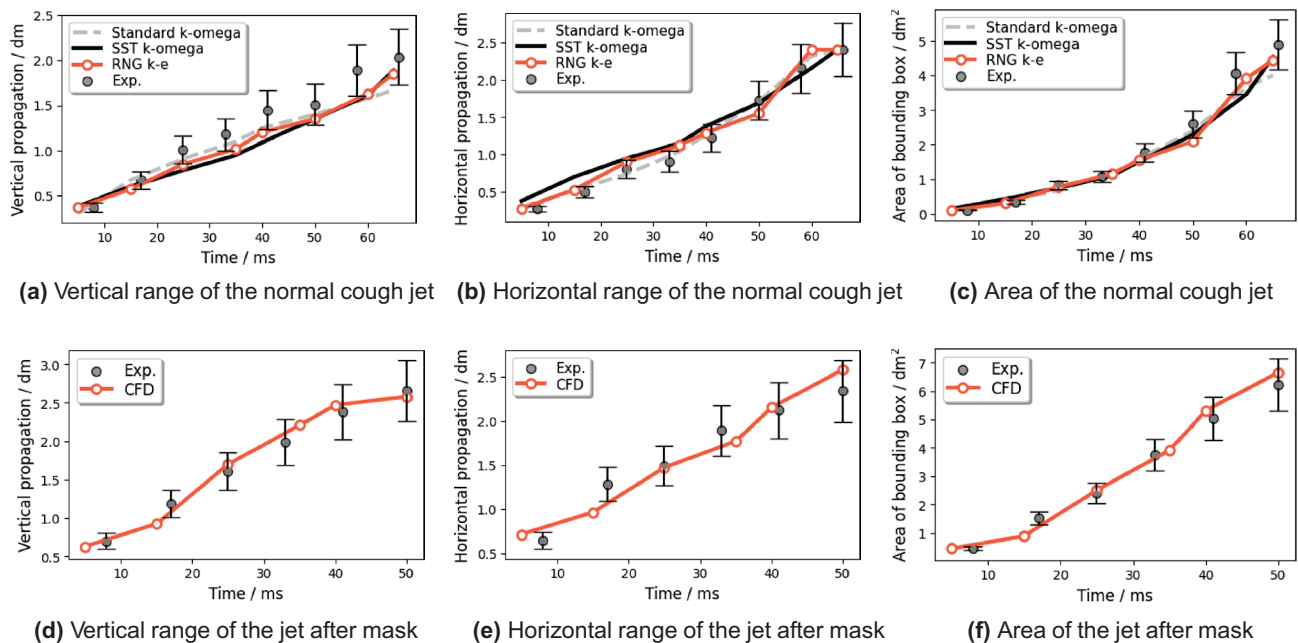 2.5
2.0
1.5
1.0
0.5
Vertical propagation / dm
Standard k-omega
SST k-omega
RNG k-e
Exp.
10 20 30 40 50 60
Time / ms
(a) Vertical range of the normal cough jet
2.5
2.0
1.5
1.0
0.5
Horizontal propagation / dm
Standard k-omega
SST k-omega
RNG k-e
Exp.
10 20 30 40 50 60
Time / ms
(b) Horizontal range of the normal cough jet
5
4
3
2
1
0
Area of bounding box / dm²
Standard k-omega
SST k-omega
RNG k-e
Exp.
10 20 30 40 50 60
Time / ms
(c) Area of the normal cough jet
3.0
2.5
2.0
1.5
1.0
0.5
Vertical propagation / dm
Exp.
CFD
10 20 30 40 50
Time / ms
(d) Vertical range of the jet after mask
2.5
2.0
1.5
1.0
0.5
Horizontal propagation / dm
Exp.
CFD
10 20 30 40 50
Time / ms
(e) Horizontal range of the jet after mask
7
6
5
4
3
2
1
Area of bounding box / dm²
Exp.
CFD
10 20 30 40 50
Time / ms
(f) Area of the jet after mask